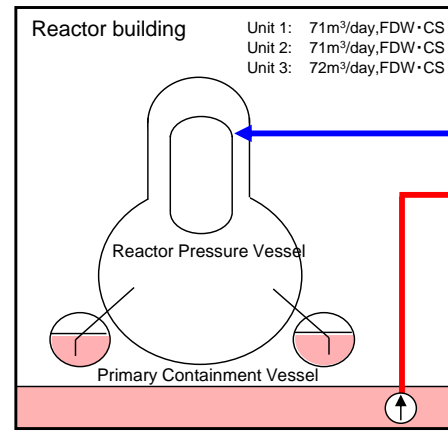 Reactor building
Unit 1: 71m³/day,FDW・CS
Unit 2: 71m³/day,FDW・CS
Unit 3: 72m³/day,FDW・CS
Reactor Pressure Vessel
Primary Containment Vessel